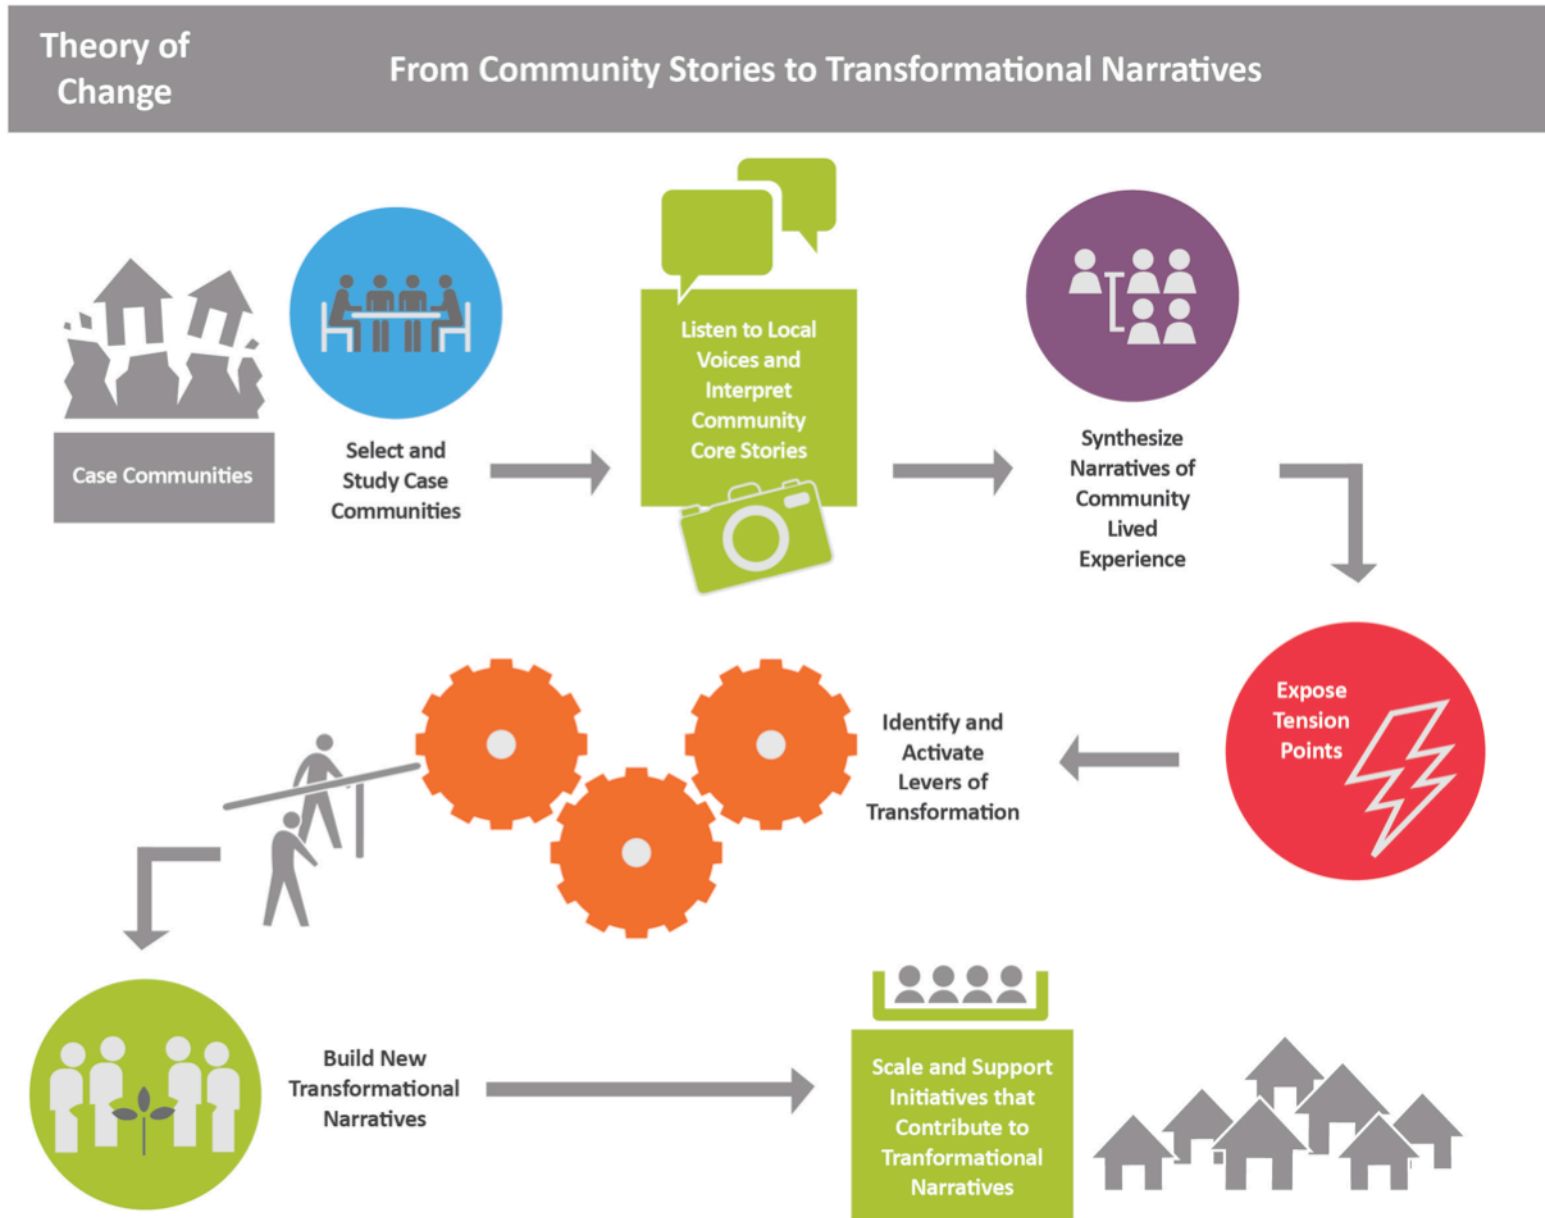 Theory of
Change
From Community Stories to Transformational Narratives
Case Communities
Select and
Study Case
Communities
Listen to Local
Voices and
Interpret
Community
Core Stories
Synthesize
Narratives of
Community
Lived
Experience
Expose
Tension
Points
Identify and
Activate
Levers of
Transformation
Build New
Transformational
Narratives
Scale and Support
Initiatives that
Contribute to
Tranformational
Narratives